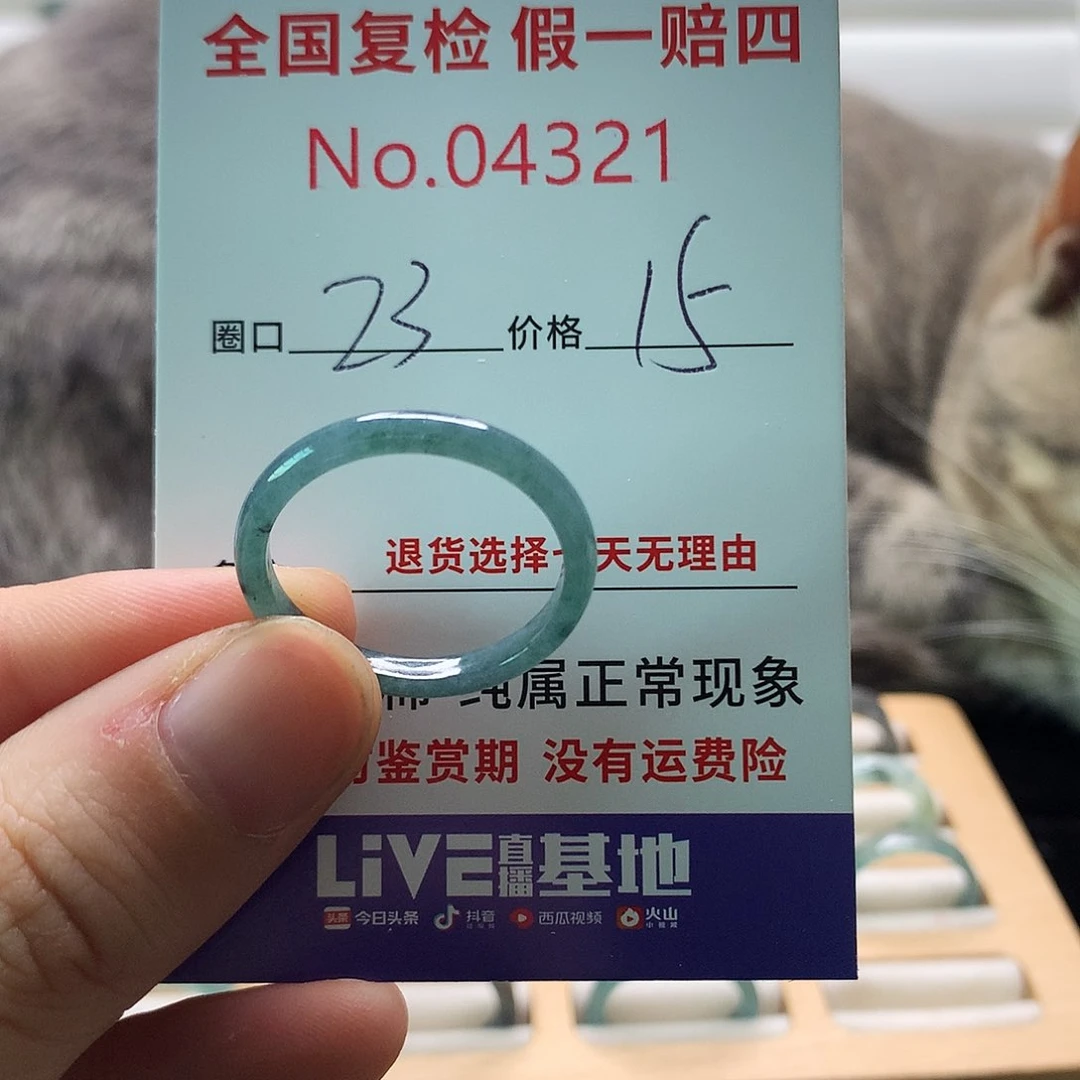 全国复检 假一赔四
No.04321
圈口 23 价格 15
退货选择 天无理由
纯属正常现象
鉴赏期 没有运费险
LiVE直播基地
头条 今日头条 抖音 西瓜视频 火山